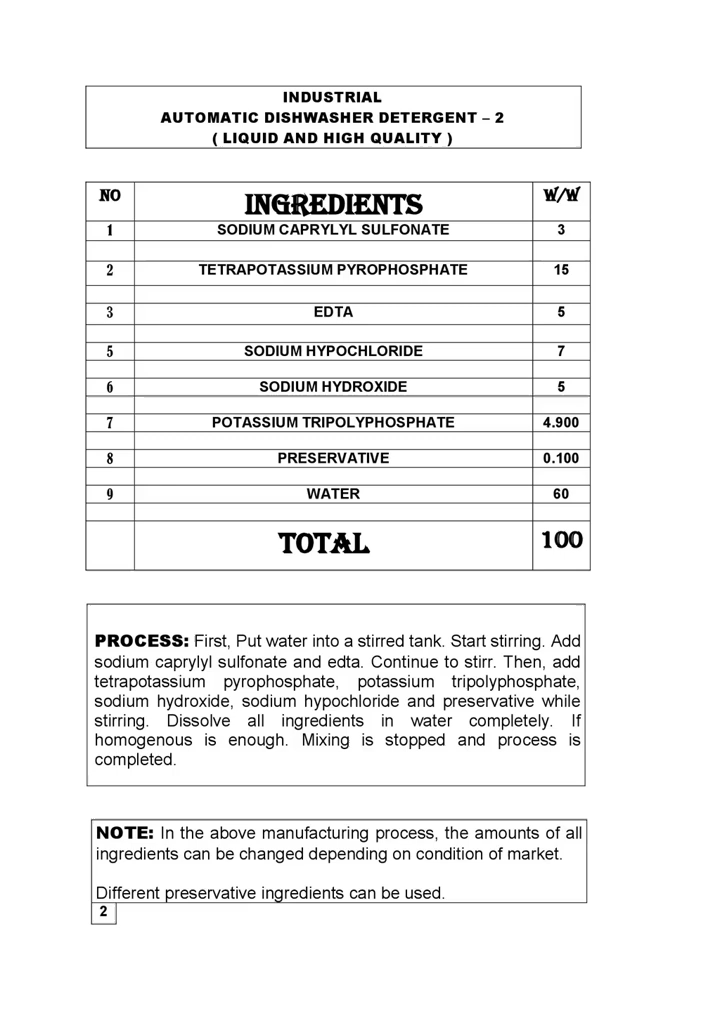 INDUSTRIAL
AUTOMATIC DISHWASHER DETERGENT – 2
( LIQUID AND HIGH QUALITY )
NO INGREDIENTS W/W
1 SODIUM CAPRYLYL SULFONATE 3
2 TETRAPOTASSIUM PYROPHOSPHATE 15
3 EDTA 5
5 SODIUM HYPOCHLORIDE 7
6 SODIUM HYDROXIDE 5
7 POTASSIUM TRIPOLYPHOSPHATE 4.900
8 PRESERVATIVE 0.100
9 WATER 60
TOTAL 100
PROCESS: First, Put water into a stirred tank. Start stirring. Add
sodium caprylyl sulfonate and edta. Continue to stirr. Then, add
tetrapotassium pyrophosphate, potassium tripolyphosphate,
sodium hydroxide, sodium hypochloride and preservative while
stirring. Dissolve all ingredients in water completely. If
homogenous is enough. Mixing is stopped and process is
completed.
NOTE: In the above manufacturing process, the amounts of all
ingredients can be changed depending on condition of market.
Different preservative ingredients can be used.
2